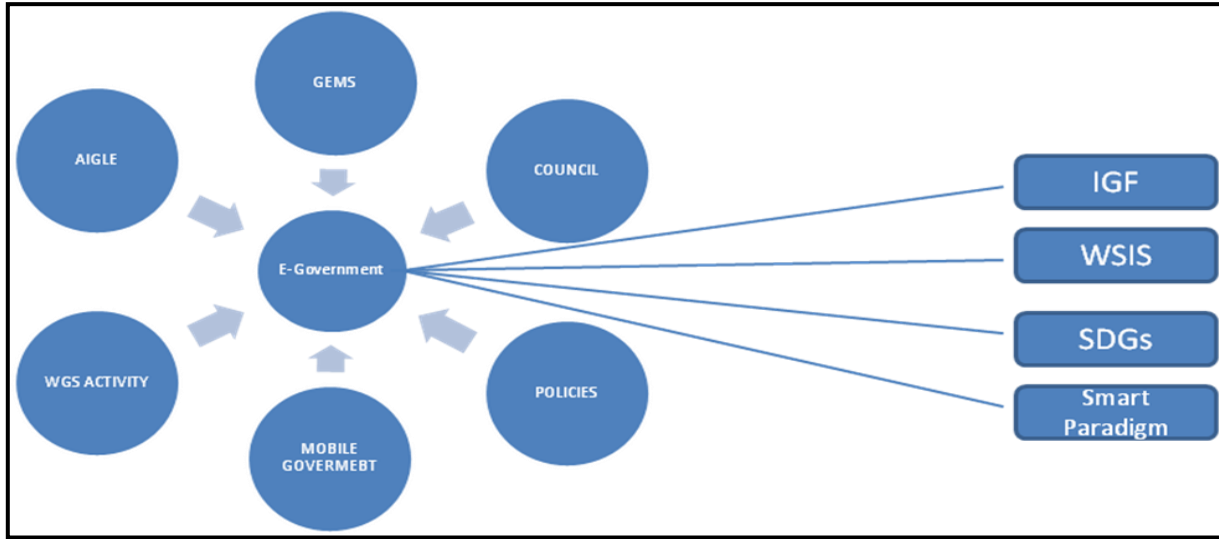 GEMS
AIGLE
COUNCIL
E-Government
WGS ACTIVITY
POLICIES
MOBILE
GOVERMEBT
IGF
WSIS
SDGs
Smart
Paradigm